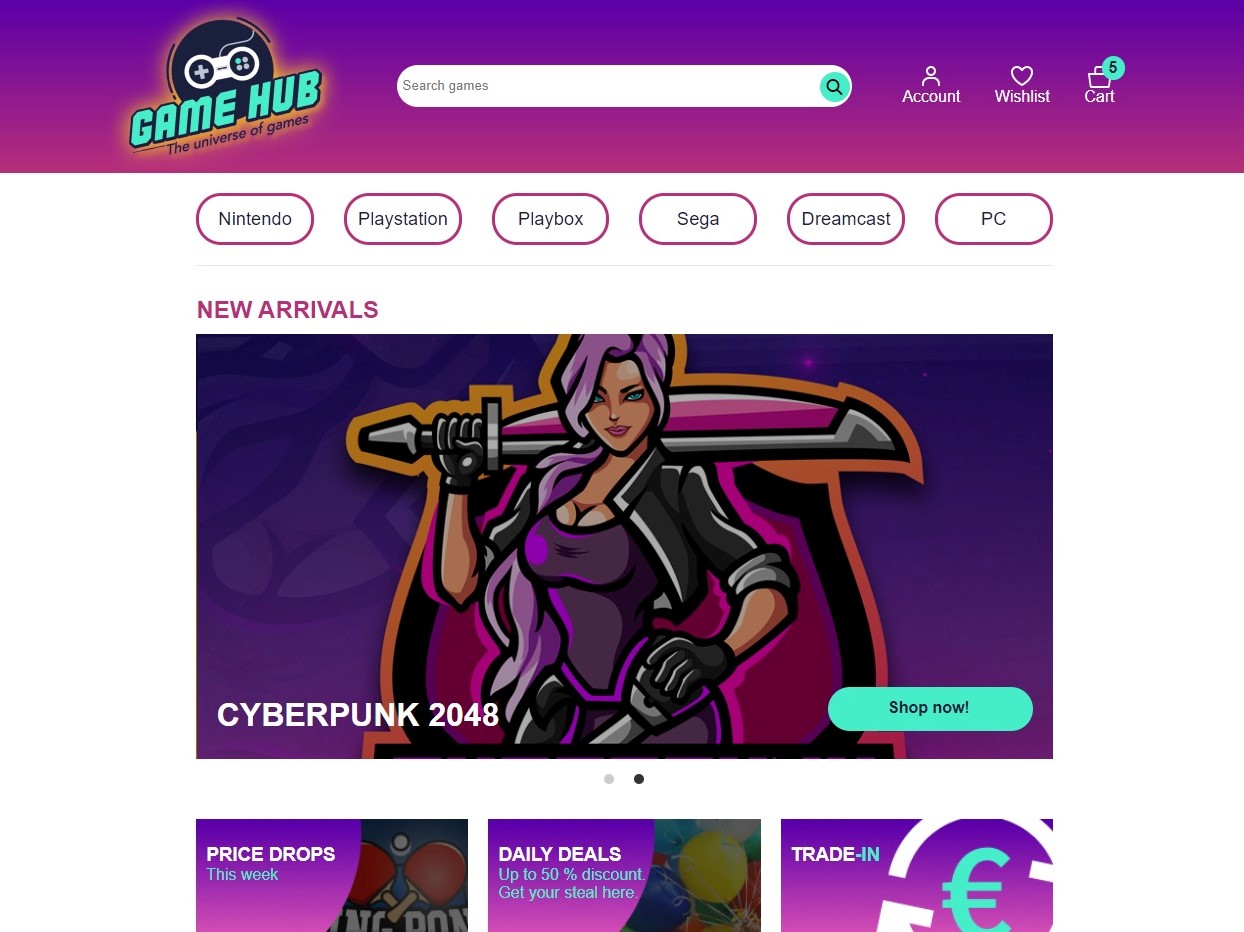 GAME HUB
The universe of games
Search games
Account
Wishlist
5
Cart
Nintendo
Playstation
Playbox
Sega
Dreamcast
PC
NEW ARRIVALS
CYBERPUNK 2048
Shop now!
PRICE DROPS
This week
DAILY DEALS
Up to 50 % discount.
Get your steal here.
TRADE-IN
€